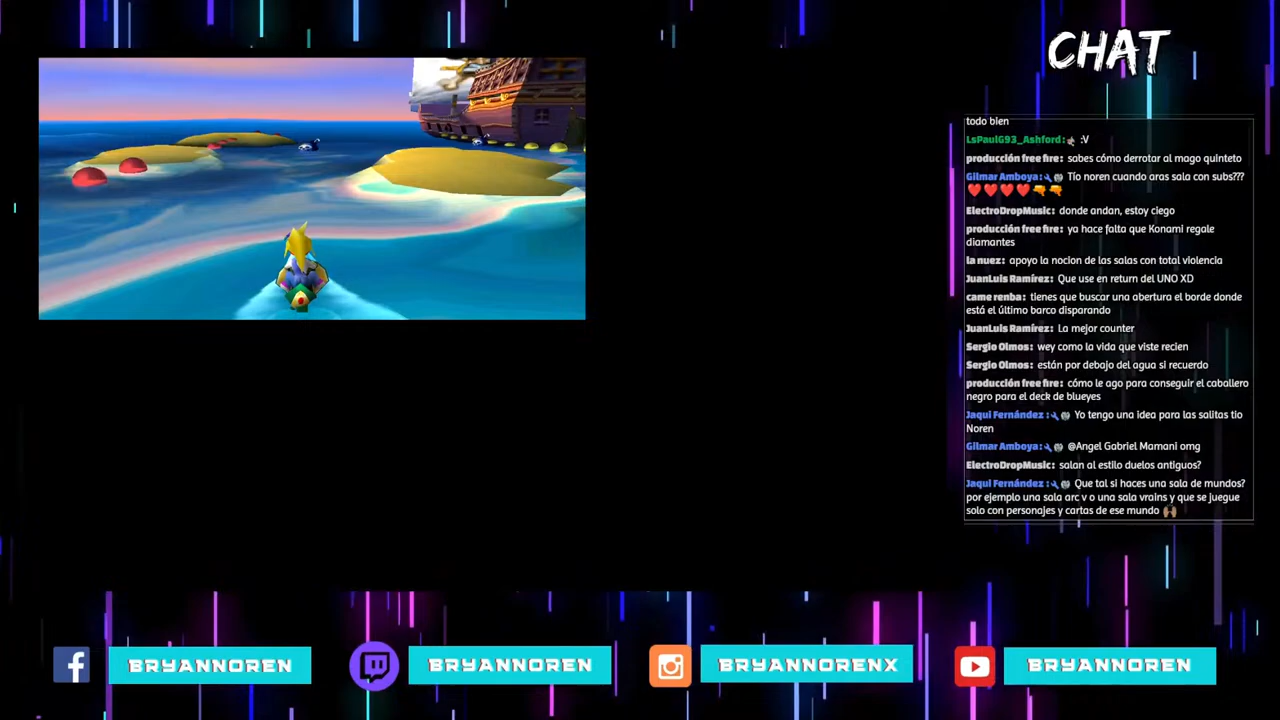 CHAT
todo bien
LsPaulG93_Ashford: :V
producción free fire: sabes cómo derrotar al mago quinteto
Gilmar Amboya: Tío noren cuando aras sala con subs???
ElectroDropMusic: donde andan, estoy ciego
producción free fire: ya hace falta que Konami regale
diamantes
la nuez: apoyo la nocion de las salas con total violencia
JuanLuis Ramírez: Que use en return del UNO XD
came renba: tienes que buscar una abertura el borde donde
está el último barco disparando
JuanLuis Ramírez: La mejor counter
Sergio Olmos: wey como la vida que viste recien
Sergio Olmos: están por debajo del agua si recuerdo
producción free fire: cómo le ago para conseguir el caballero
negro para el deck de blueyes
Jaqui Fernández: Yo tengo una idea para las salitas tio
Noren
Gilmar Amboya: @Angel Gabriel Mamani omg
ElectroDropMusic: salan al estilo duelos antiguos?
Jaqui Fernández: Que tal si haces una sala de mundos?
por ejemplo una sala arc v o una sala vrains y que se juegue
solo con personajes y cartas de ese mundo
BRYANNOREN
BRYANNOREN
BRYANNORENX
BRYANNOREN